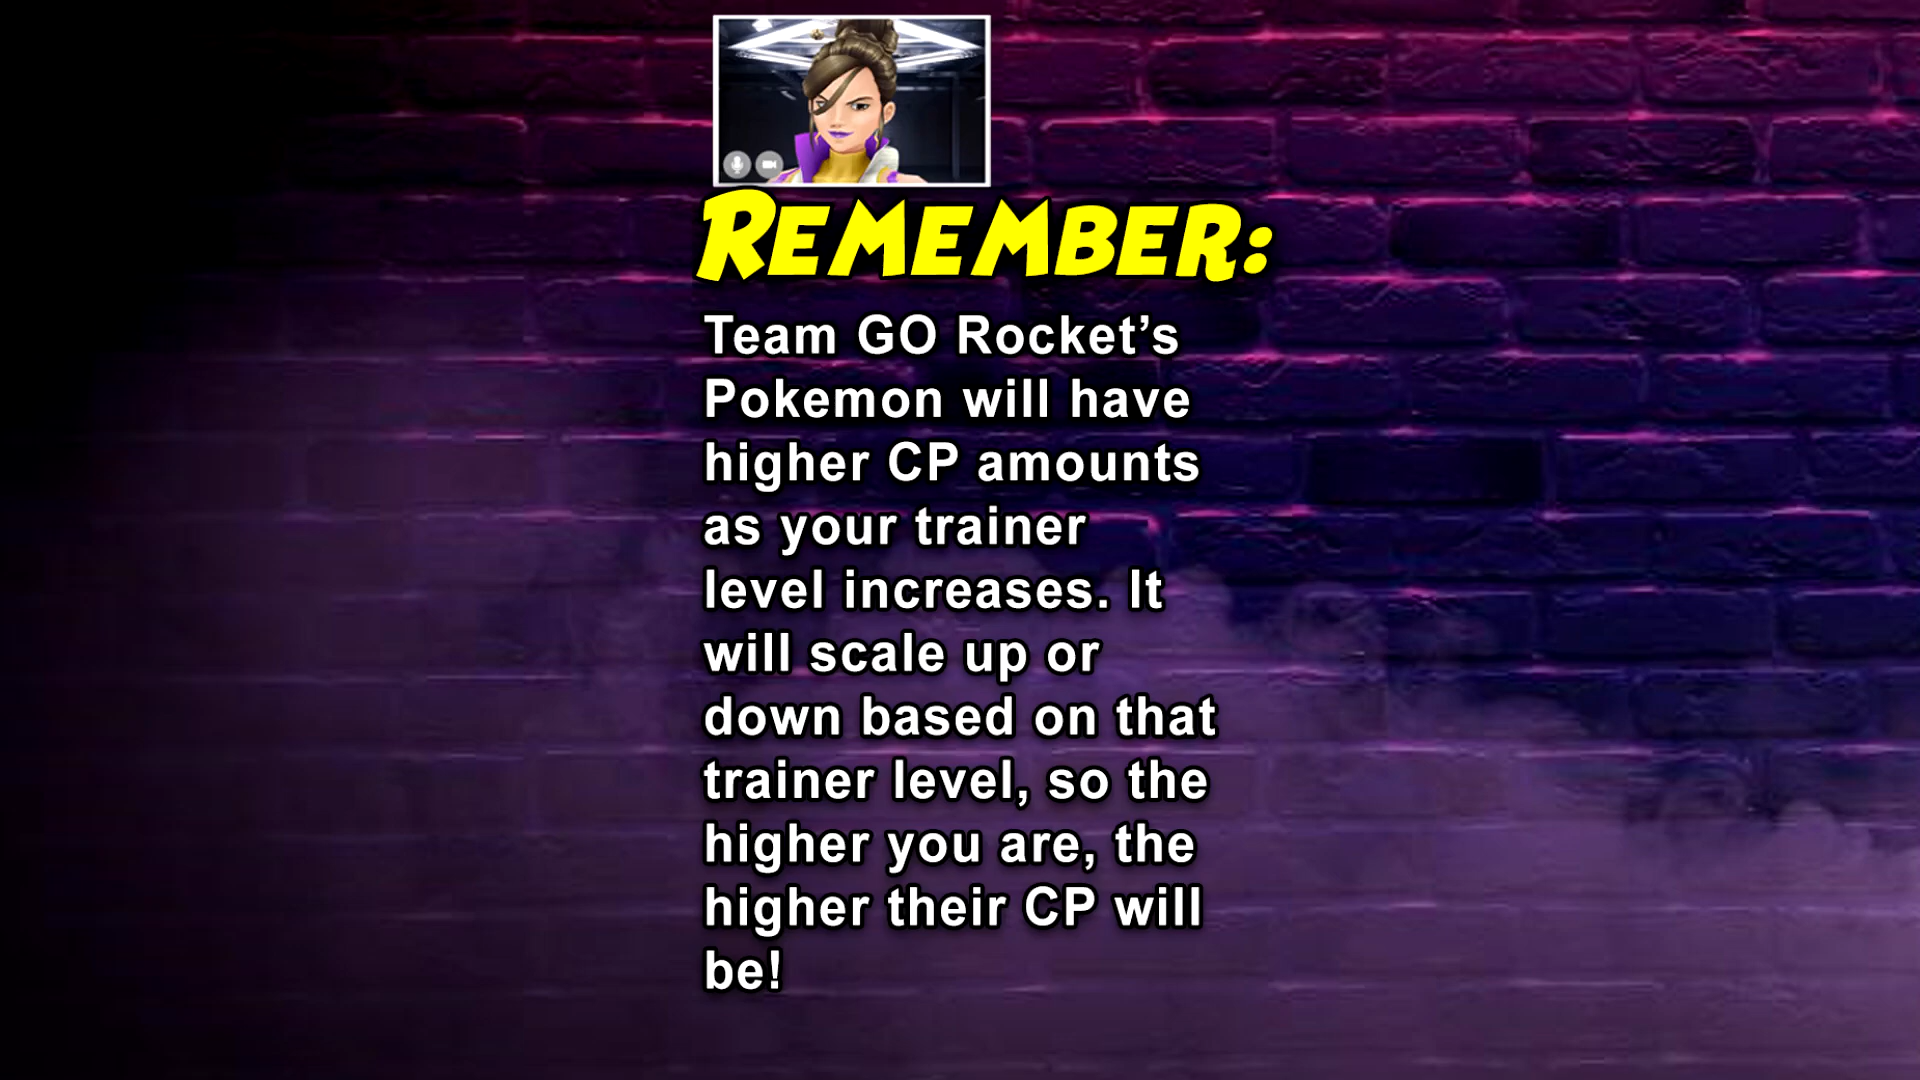 REMEMBER:
Team GO Rocket’s
Pokemon will have
higher CP amounts
as your trainer
level increases. It
will scale up or
down based on that
trainer level, so the
higher you are, the
higher their CP will
be!